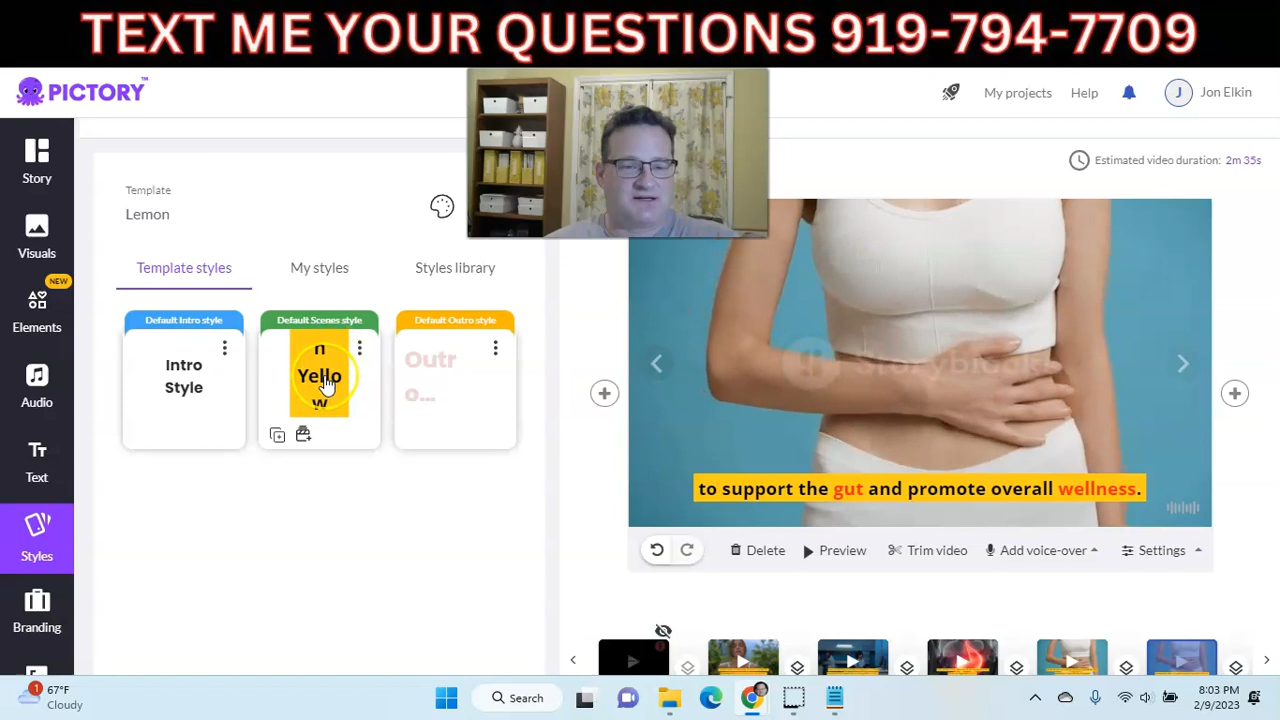 TEXT ME YOUR QUESTIONS 919-794-7709
PICTORY™
My projects
Help
J
Jon Elkin
Story
Visuals
NEW
Elements
Audio
Text
Styles
Branding
Template
Lemon
Template styles
My styles
Styles library
Default Intro style
Default Scenes style
Default Outro style
Intro
Style
n
Yello
w
Outr
o...
Estimated video duration: 2m 35s
Storyblocks
to support the gut and promote overall wellness.
Delete
Preview
Trim video
Add voice-over
Settings
1
67°F
Cloudy
Search
8:03 PM
2/9/2023